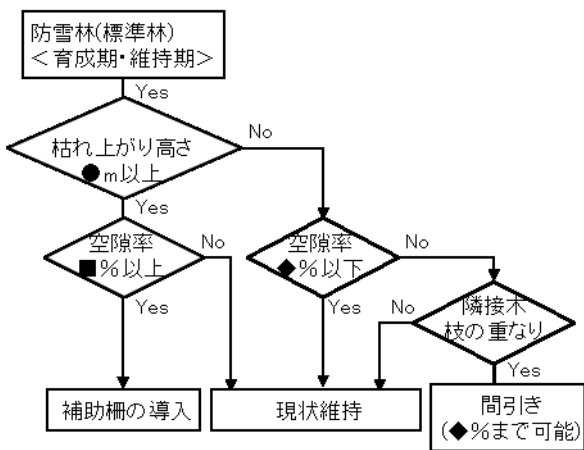 防雪林(標準林)
＜育成期・維持期＞
Yes
枯れ上がり高さ
●m以上
No
Yes
空隙率
■%以上
No
空隙率
◆%以下
No
隣接木
枝の重なり
Yes
Yes
No
Yes
補助柵の導入
現状維持
間引き
(◆%まで可能)